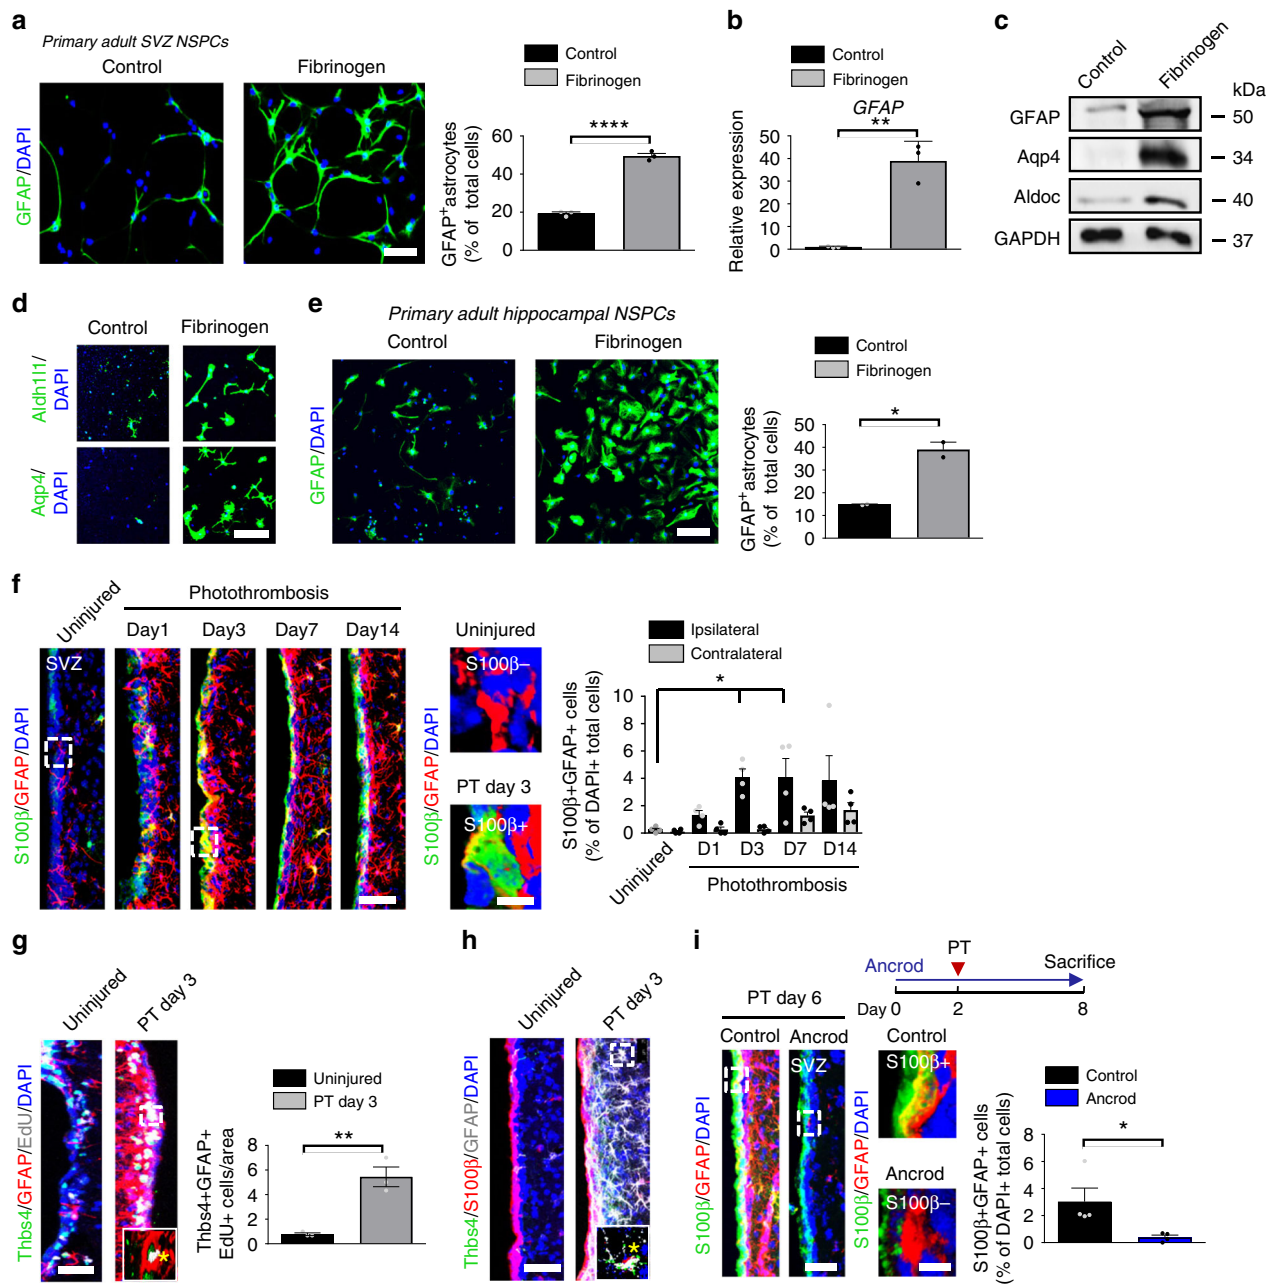 a
Primary adult SVZ NSPCs
Control
Fibrinogen
GFAP/DAPI
Control
Fibrinogen
****
60
40
20
0
GFAP+astrocytes
(% of total cells)
b
Control
Fibrinogen
GFAP
**
50
40
30
20
10
0
Relative expression
c
Control
Fibrinogen
kDa
GFAP
50
Aqp4
34
Aldoc
40
GAPDH
37
d
Control
Fibrinogen
Aldh1l1/
DAPI
Aqp4/
DAPI
e
Primary adult hippocampal NSPCs
Control
Fibrinogen
GFAP/DAPI
Control
Fibrinogen
*
50
40
30
20
10
0
GFAP+astrocytes
(% of total cells)
f
Uninjured
Photothrombosis
Day1
Day3
Day7
Day14
SVZ
S100β/GFAP/DAPI
Uninjured
S100β−
PT day 3
S100β+
S100β/GFAP/DAPI
Ipsilateral
Contralateral
*
10
8
6
4
2
0
S100β+GFAP+ cells
(% of DAPI+ total cells)
Uninjured
D1
D3
D7
D14
Photothrombosis
g
Uninjured
PT day 3
Thbs4/GFAP/EdU/DAPI
*
Uninjured
PT day 3
**
8
6
4
2
0
Thbs4+GFAP+
EdU+ cells/area
h
Uninjured
PT day 3
Thbs4/S100β/GFAP/DAPI
*
i
PT
Ancrod
Sacrifice
Day 0
2
8
PT day 6
Control
Ancrod
SVZ
S100β/GFAP/DAPI
Control
S100β+
Ancrod
S100β−
S100β/GFAP/DAPI
Control
Ancrod
*
8
6
4
2
0
S100β+GFAP+ cells
(% of DAPI+ total cells)